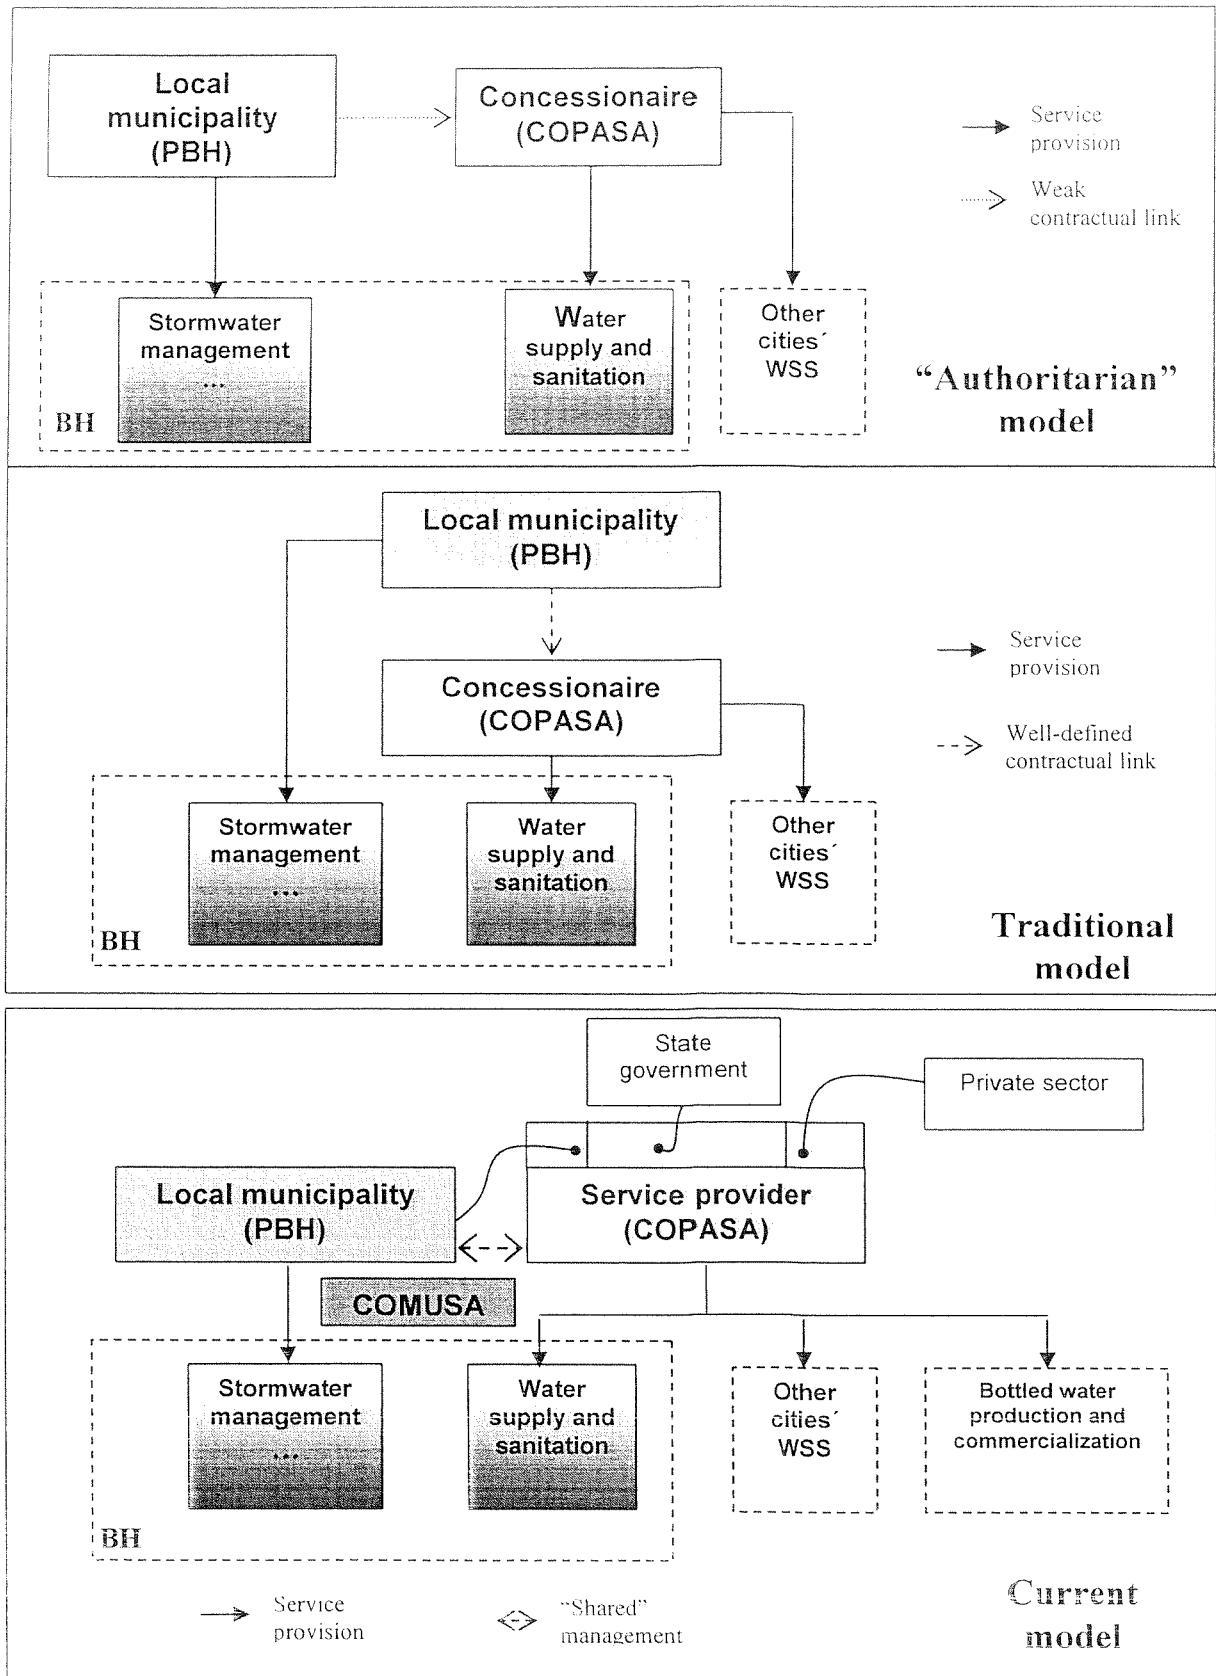 Local
municipality
(PBH)
Concessionaire
(COPASA)
Service
provision
Weak
contractual link
Stormwater
management
...
Water
supply and
sanitation
Other
cities´
WSS
BH
“Authoritarian”
model
Local municipality
(PBH)
Concessionaire
(COPASA)
Service
provision
Well-defined
contractual link
Stormwater
management
...
Water
supply and
sanitation
Other
cities´
WSS
BH
Traditional
model
State
government
Private sector
Local municipality
(PBH)
Service provider
(COPASA)
COMUSA
Stormwater
management
...
Water
supply and
sanitation
Other
cities´
WSS
Bottled water
production and
commercialization
BH
Service
provision
“Shared”
management
Current
model